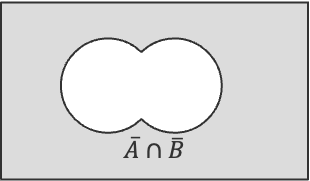 Ā ∩ B̄